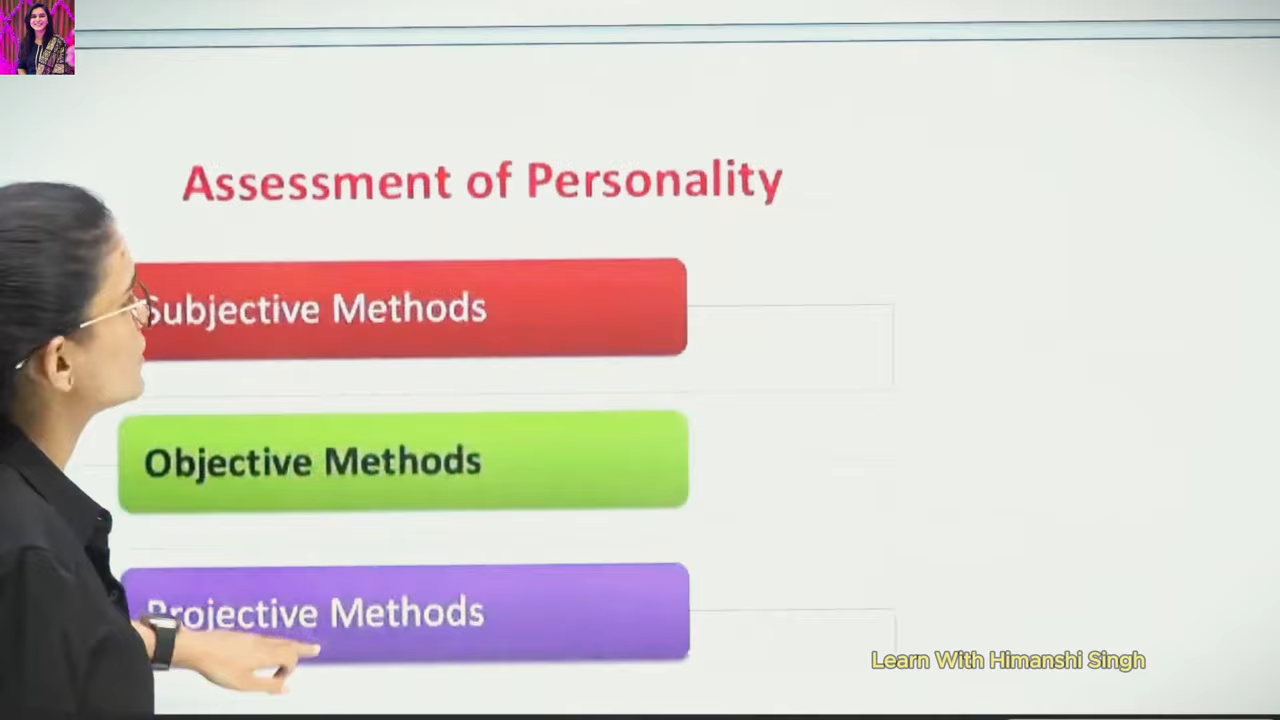 Assessment of Personality
Subjective Methods
Objective Methods
Projective Methods
Learn With Himanshi Singh